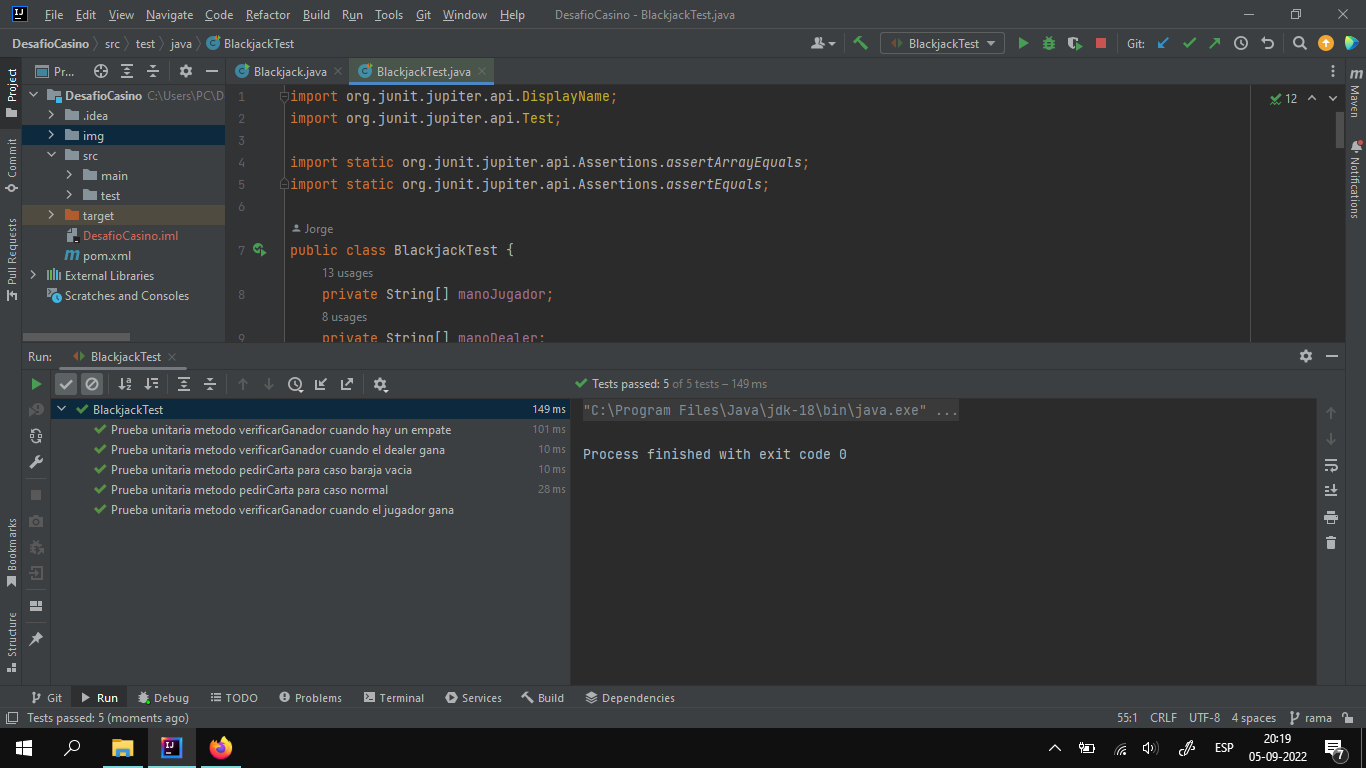 File Edit View Navigate Code Refactor Build Run Tools Git Window Help DesafioCasino - BlackjackTest.java
DesafioCasino src test java BlackjackTest BlackjackTest Git:
Pr... Blackjack.java BlackjackTest.java
Project
Commit
Pull Requests
Bookmarks
Structure
DesafioCasino C:\Users\PC\D
.idea
img
src
main
test
target
DesafioCasino.iml
pom.xml
External Libraries
Scratches and Consoles
1 import org.junit.jupiter.api.DisplayName;
2 import org.junit.jupiter.api.Test;
3
4 import static org.junit.jupiter.api.Assertions.assertArrayEquals;
5 import static org.junit.jupiter.api.Assertions.assertEquals;
6
Jorge
7 public class BlackjackTest {
13 usages
8 private String[] manoJugador;
8 usages
9 private String[] manoDealer;
12
m
Maven
Notifications
Run: BlackjackTest
Tests passed: 5 of 5 tests – 149 ms
BlackjackTest 149 ms
Prueba unitaria metodo verificarGanador cuando hay un empate 101 ms
Prueba unitaria metodo verificarGanador cuando el dealer gana 10 ms
Prueba unitaria metodo pedirCarta para caso baraja vacia 10 ms
Prueba unitaria metodo pedirCarta para caso normal 28 ms
Prueba unitaria metodo verificarGanador cuando el jugador gana
"C:\Program Files\Java\jdk-18\bin\java.exe" ...
Process finished with exit code 0
Git Run Debug TODO Problems Terminal Services Build Dependencies
Tests passed: 5 (moments ago) 55:1 CRLF UTF-8 4 spaces rama
ESP
20:19
05-09-2022
7